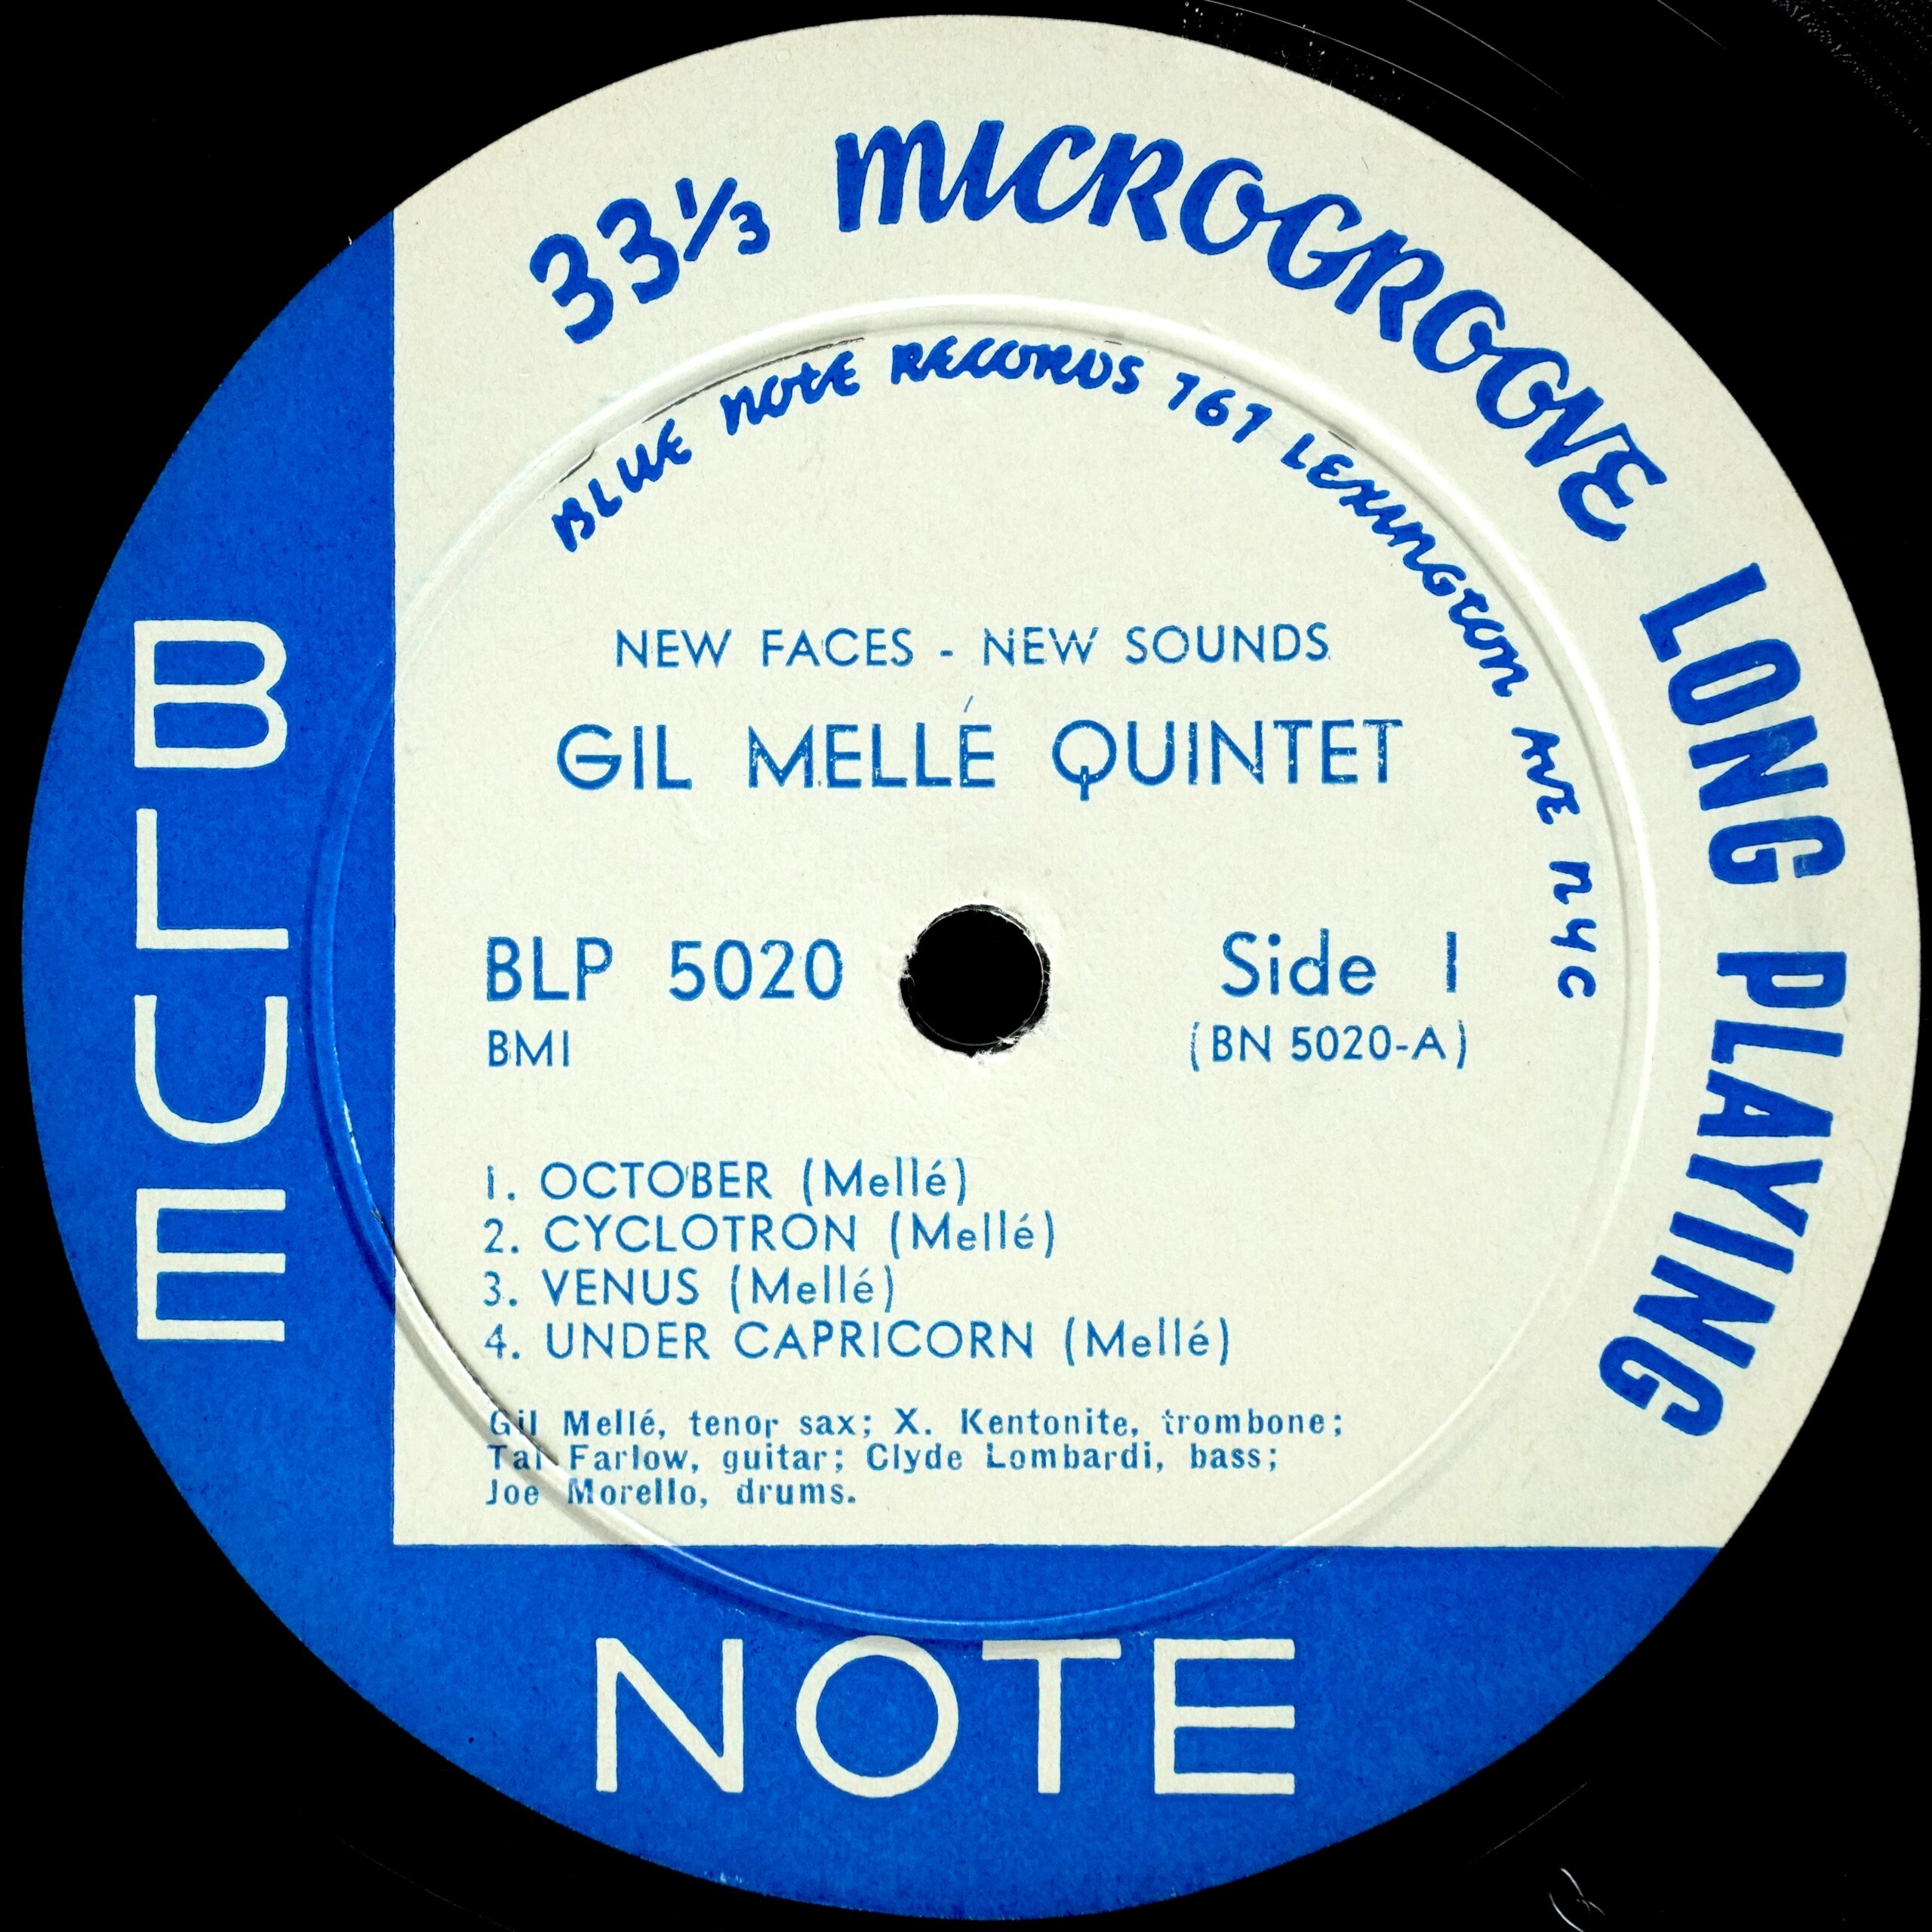 33⅓ MICROGROOVE LONG PLAYING
BLUE NOTE RECORDS 767 LEXINGTON AVE NYC
NEW FACES - NEW SOUNDS
GIL MELLÉ QUINTET
BLP 5020
Side 1
BMI
(BN 5020-A)
1. OCTOBER (Mellé)
2. CYCLOTRON (Mellé)
3. VENUS (Mellé)
4. UNDER CAPRICORN (Mellé)
Gil Mellé, tenor sax; X. Kentonite, trombone;
Tal Farlow, guitar; Clyde Lombardi, bass;
Joe Morello, drums.
BLUE
NOTE